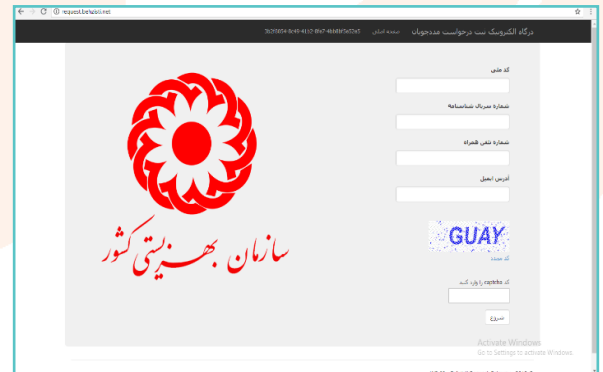 request.behzisti.net
درگاه الکترونیک ثبت درخواست مددجویان صفحه اصلی
کد ملی
شماره سریال شناسنامه
شماره تلفن همراه
آدرس ایمیل
GUAY
کد جدید
کد captcha را وارد کنید
شروع
سازمان بهزیستی کشور
Activate Windows
Go to Settings to activate Windows.